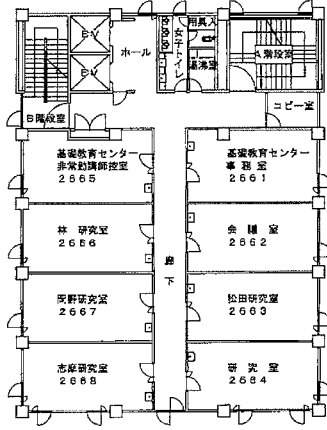 ホール
EV
EV
女子トイレ
用具入
湯沸室
A階段室
B階段室
コピー室
基礎教育センター
非常勤講師控室
2665
基礎教育センター
事務室
2661
林 研究室
2666
会 議 室
2662
廊下
岡野研究室
2667
松田研究室
2663
志摩研究室
2668
研 究 室
2664